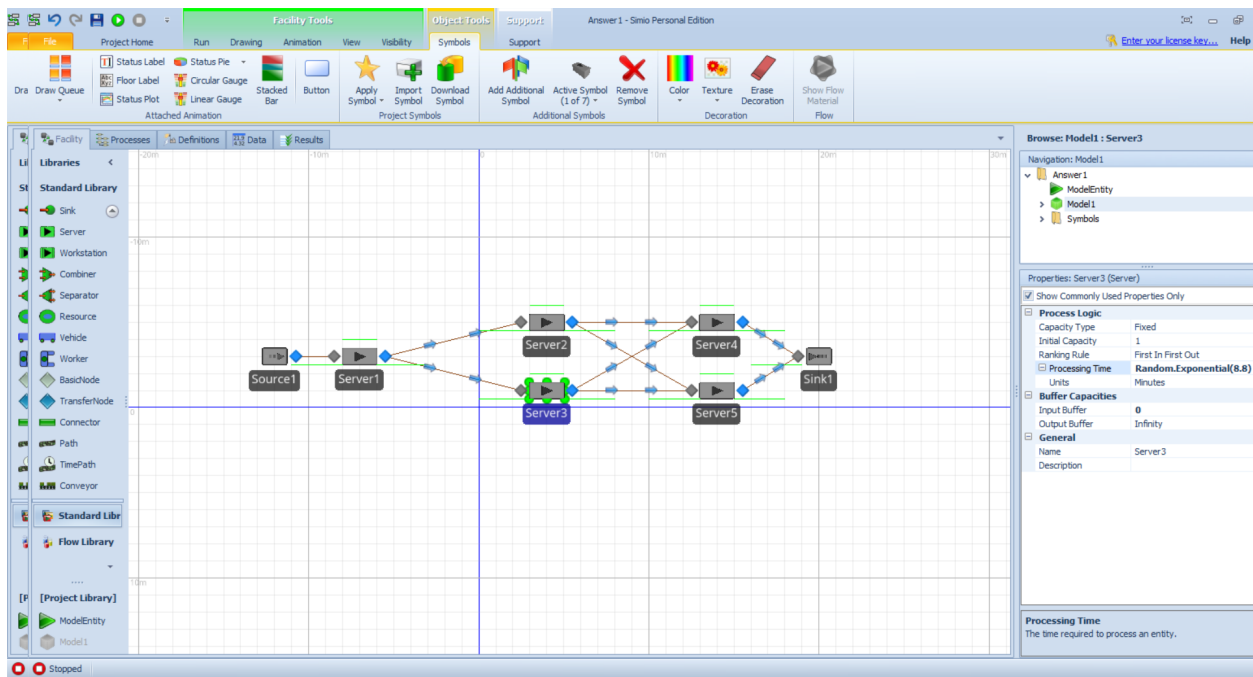 Facility Tools Object Tools Support Answer1 - Simio Personal Edition
F File Project Home Run Drawing Animation View Visibility Symbols Support Enter your license key... Help
Dra Draw Queue Status Label Status Pie Stacked Bar Button Apply Symbol Import Symbol Download Symbol Add Additional Symbol Active Symbol (1 of 7) Remove Symbol Color Texture Erase Decoration Show Flow Material
Abc Xyz Floor Label Circular Gauge
Status Plot Linear Gauge
Attached Animation Project Symbols Additional Symbols Decoration Flow
Facility Processes Definitions Data Results
Li Libraries <
St Standard Library
Sink
Server
Workstation
Combiner
Separator
Resource
Vehicle
Worker
BasicNode
TransferNode
Connector
Path
TimePath
Conveyor
Standard Libr
Flow Library
[P [Project Library]
ModelEntity
Model1
-20m -10m 0 10m 20m 30m
-10m
0
10m
Source1
Server1
Server2
Server3
Server4
Server5
Sink1
Browse: Model1 : Server3
Navigation: Model1
Answer1
ModelEntity
Model1
Symbols
Properties: Server3 (Server)
Show Commonly Used Properties Only
Process Logic
Capacity Type Fixed
Initial Capacity 1
Ranking Rule First In First Out
Processing Time Random.Exponential(8.8)
Units Minutes
Buffer Capacities
Input Buffer 0
Output Buffer Infinity
General
Name Server3
Description
Processing Time
The time required to process an entity.
Stopped